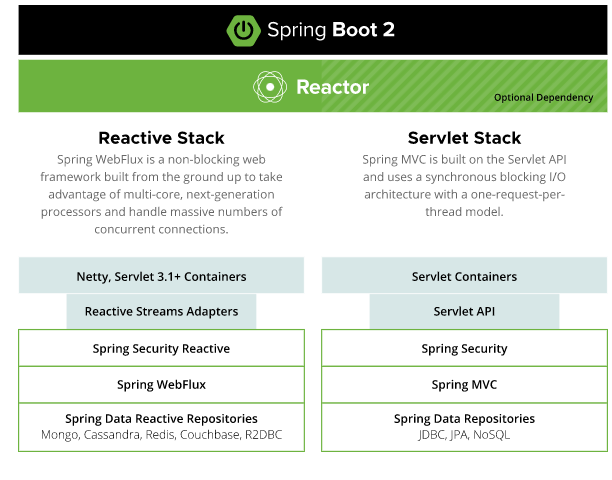 Spring Boot 2
Reactor
Optional Dependency
Reactive Stack
Spring WebFlux is a non-blocking web
framework built from the ground up to take
advantage of multi-core, next-generation
processors and handle massive numbers of
concurrent connections.
Servlet Stack
Spring MVC is built on the Servlet API
and uses a synchronous blocking I/O
architecture with a one-request-per-
thread model.
Netty, Servlet 3.1+ Containers
Reactive Streams Adapters
Spring Security Reactive
Spring WebFlux
Spring Data Reactive Repositories
Mongo, Cassandra, Redis, Couchbase, R2DBC
Servlet Containers
Servlet API
Spring Security
Spring MVC
Spring Data Repositories
JDBC, JPA, NoSQL